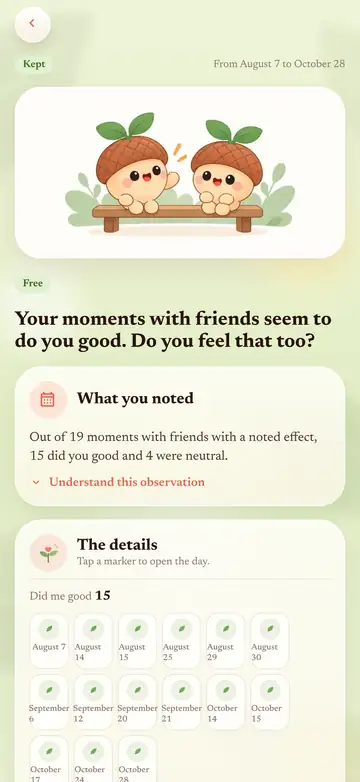 Kept
From August 7 to October 28
Free
Your moments with friends seem to
do you good. Do you feel that too?
What you noted
Out of 19 moments with friends with a noted effect,
15 did you good and 4 were neutral.
Understand this observation
The details
Tap a marker to open the day.
Did me good 15
August 7
August 14
August 15
August 25
August 29
August 30
September 6
September 12
September 20
September 21
October 14
October 15
October 17
October 24
October 28